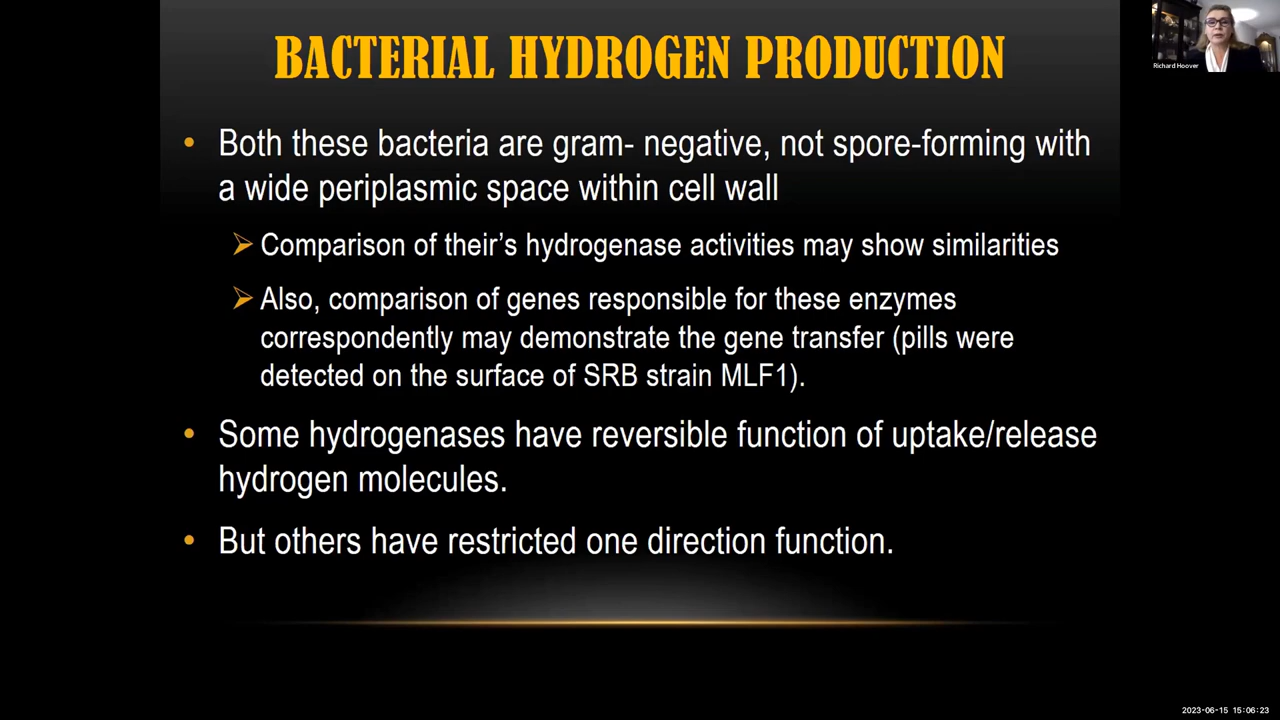 BACTERIAL HYDROGEN PRODUCTION
Richard Hoover
• Both these bacteria are gram- negative, not spore-forming with
a wide periplasmic space within cell wall
➢ Comparison of their's hydrogenase activities may show similarities
➢ Also, comparison of genes responsible for these enzymes
correspondently may demonstrate the gene transfer (pills were
detected on the surface of SRB strain MLF1).
• Some hydrogenases have reversible function of uptake/release
hydrogen molecules.
• But others have restricted one direction function.
2023-06-15 15:06:23